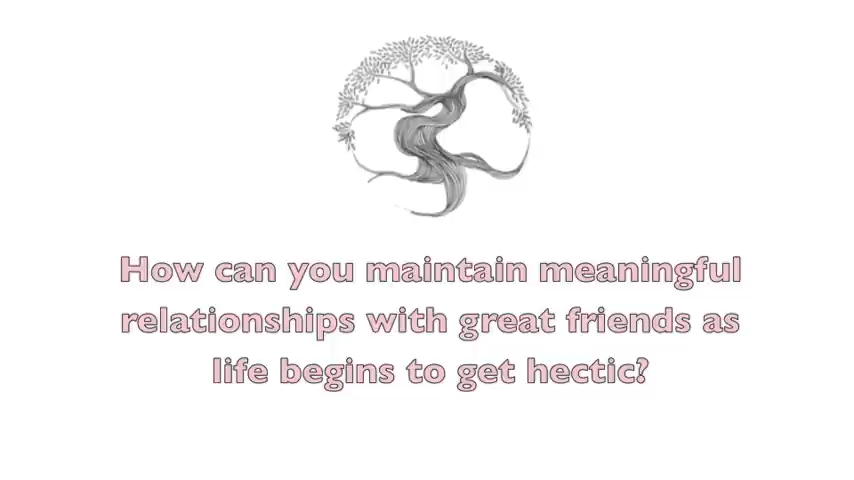 How can you maintain meaningful
relationships with great friends as
life begins to get hectic?